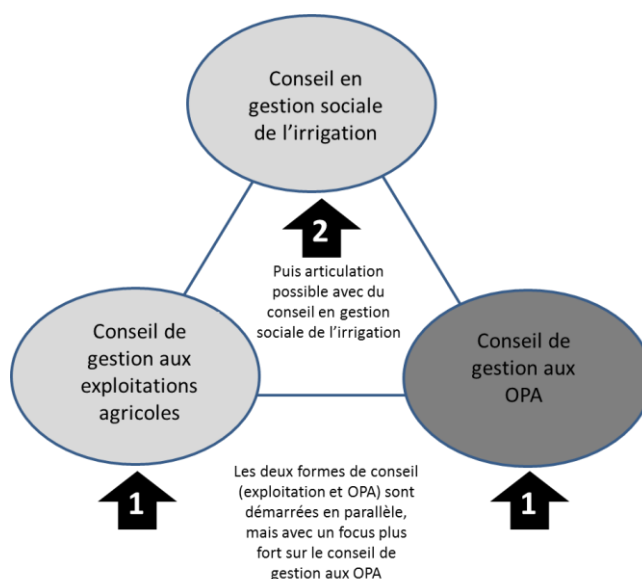 Conseil en
gestion sociale
de l'irrigation
2
Puis articulation
possible avec du
conseil en gestion
sociale de l'irrigation
Conseil de
gestion aux
exploitations
agricoles
Conseil de
gestion aux
OPA
1
Les deux formes de conseil
(exploitation et OPA) sont
démarrées en parallèle,
mais avec un focus plus
fort sur le conseil de
gestion aux OPA
1